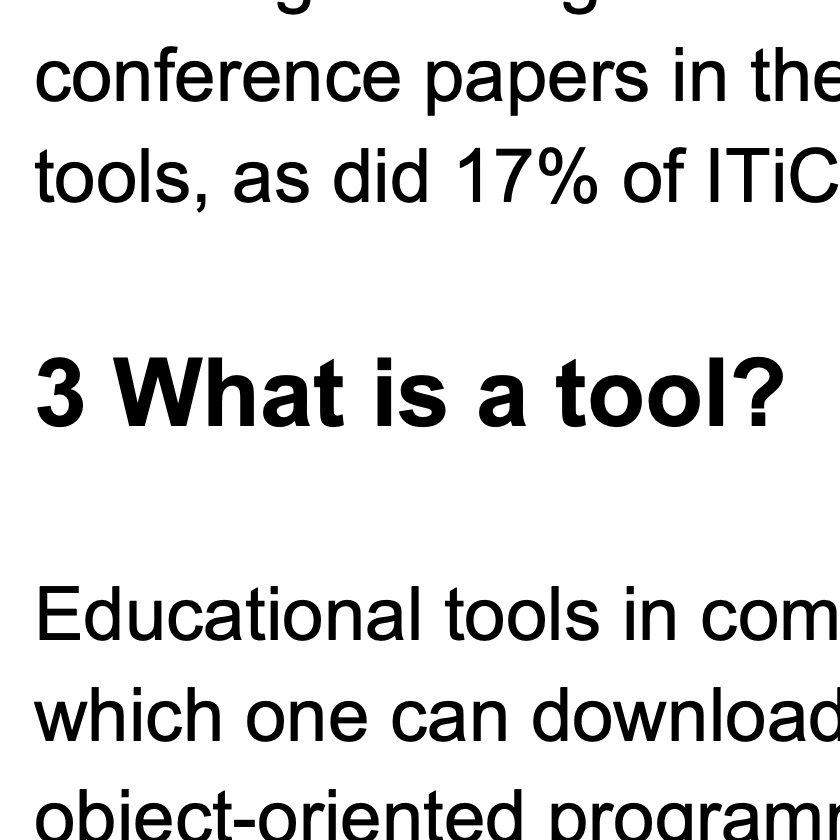 conference papers in the
tools, as did 17% of ITiC
3 What is a tool?
Educational tools in com
which one can download
object-oriented programm